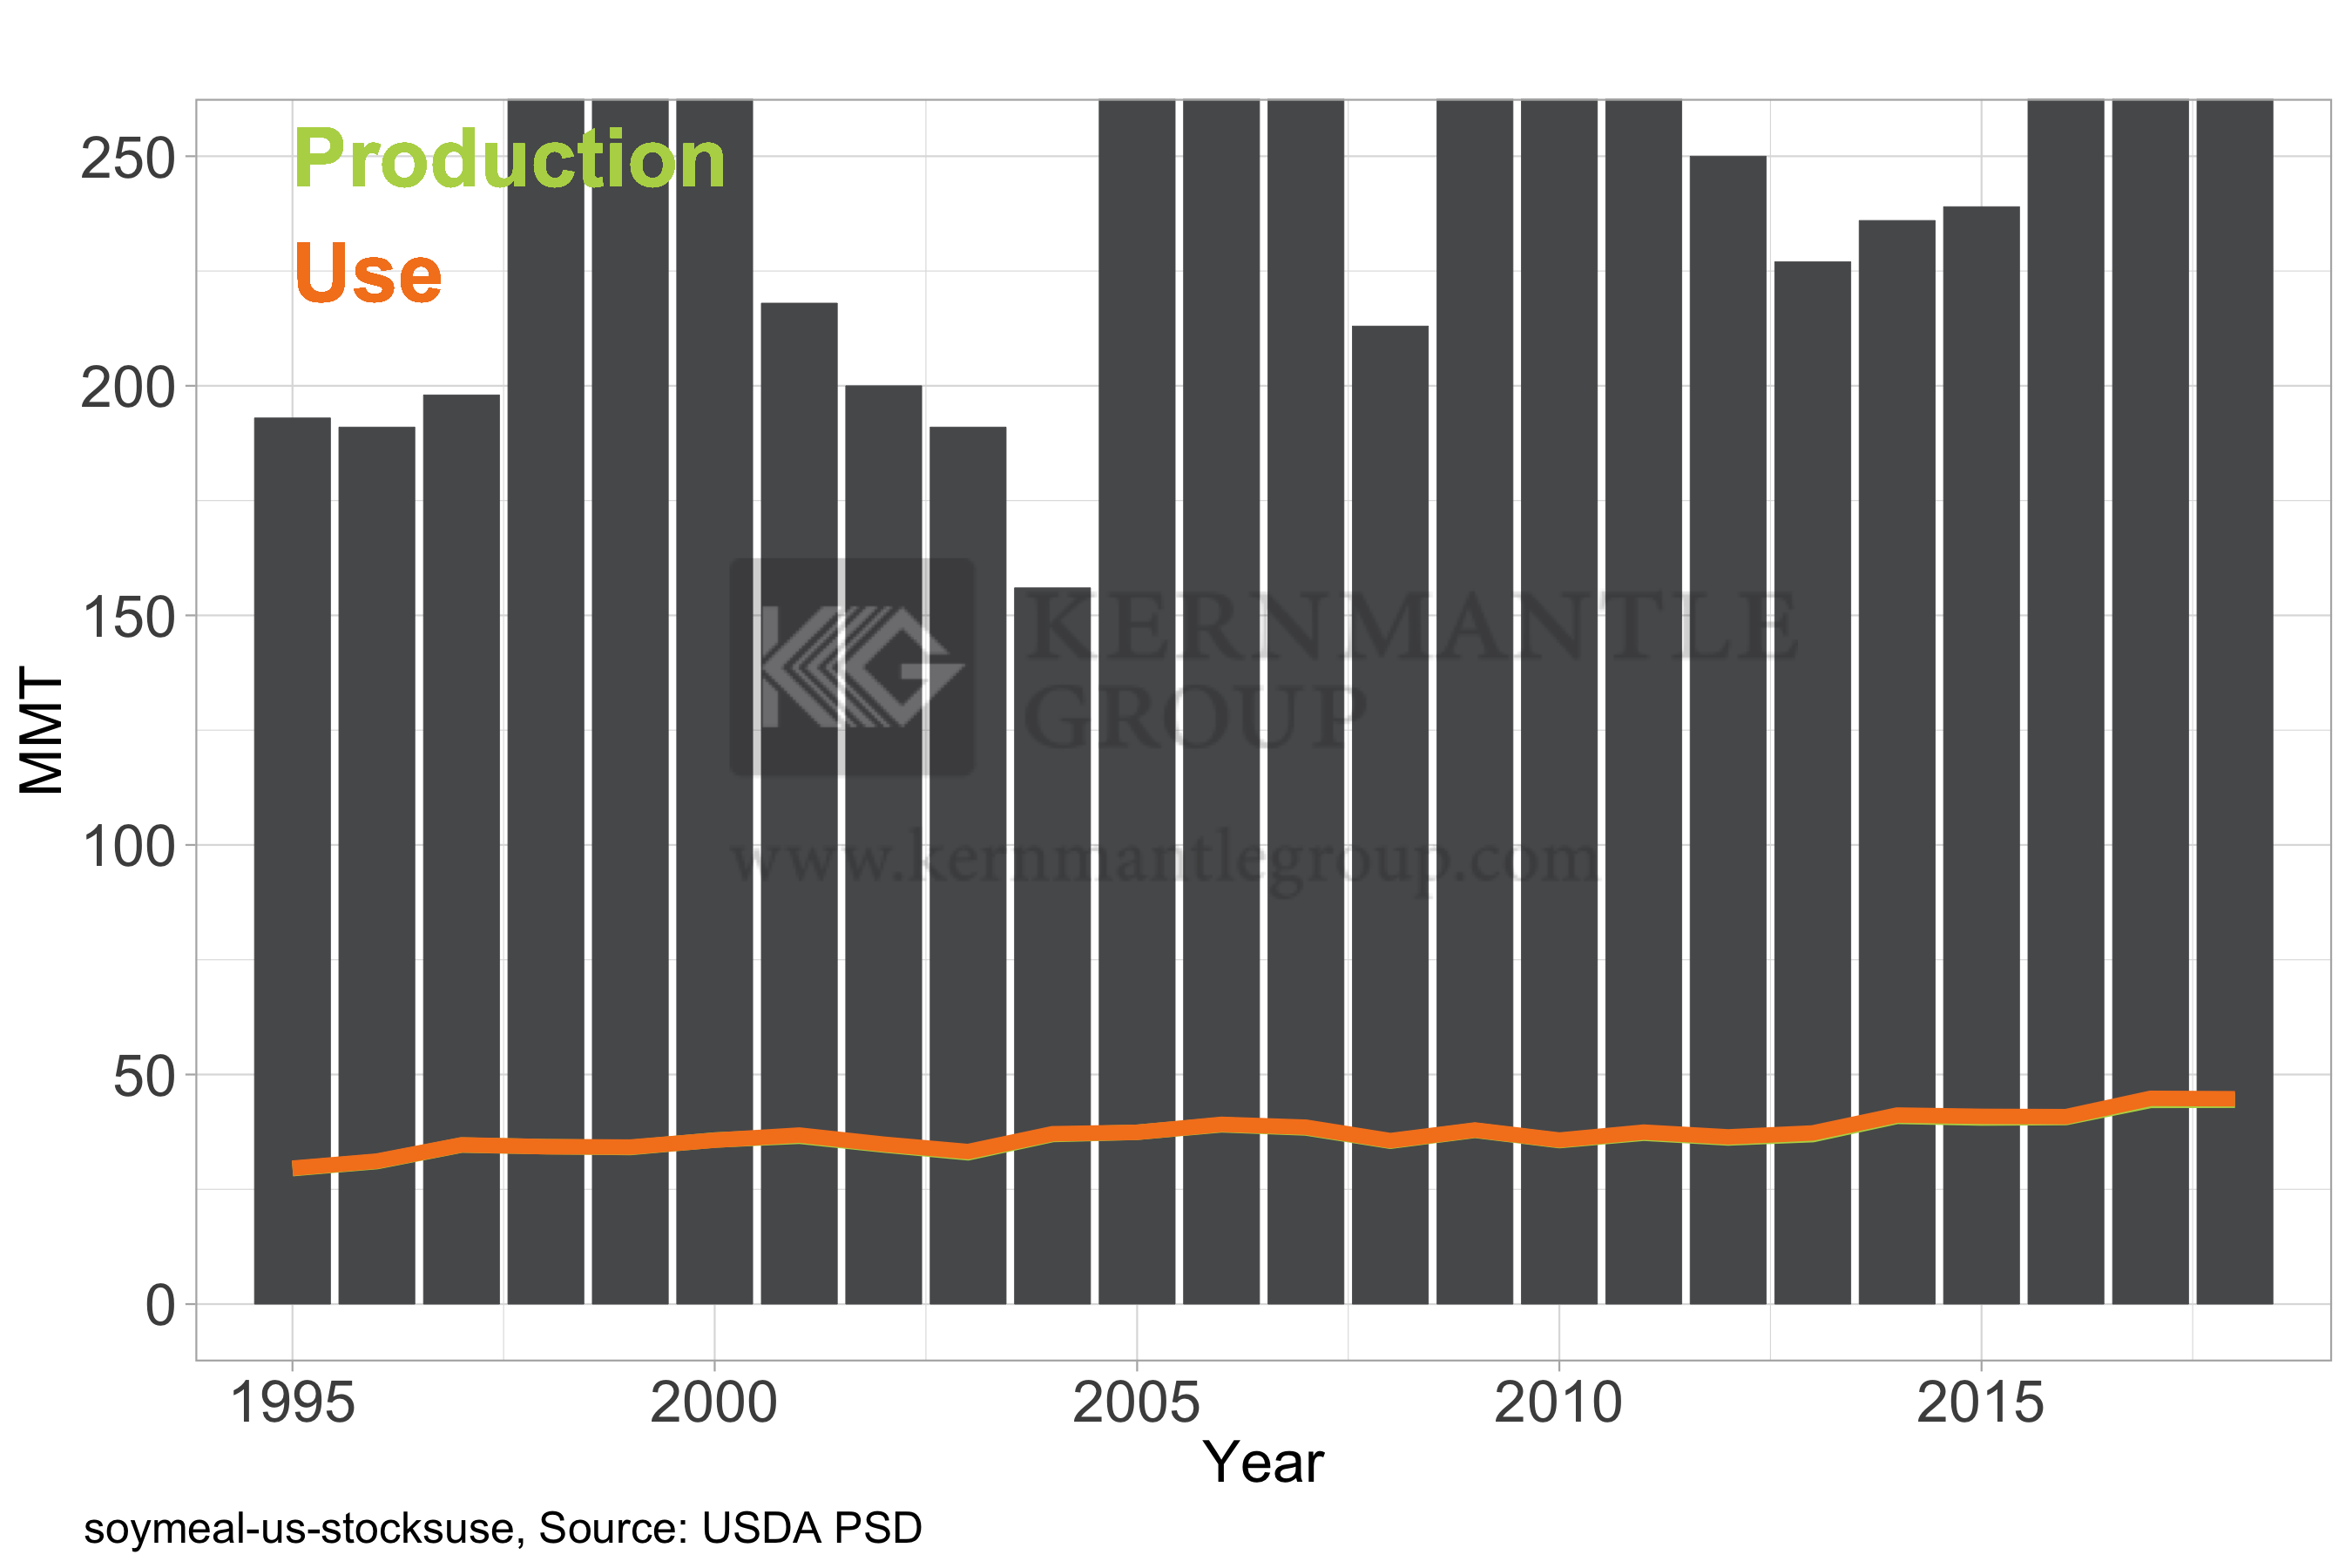 Production
Use
250
200
150
100
50
0
MMT
KERNMANTLE
GROUP
www.kernmantlegroup.com
1995 2000 2005 2010 2015
Year
soymeal-us-stocksuse, Source: USDA PSD